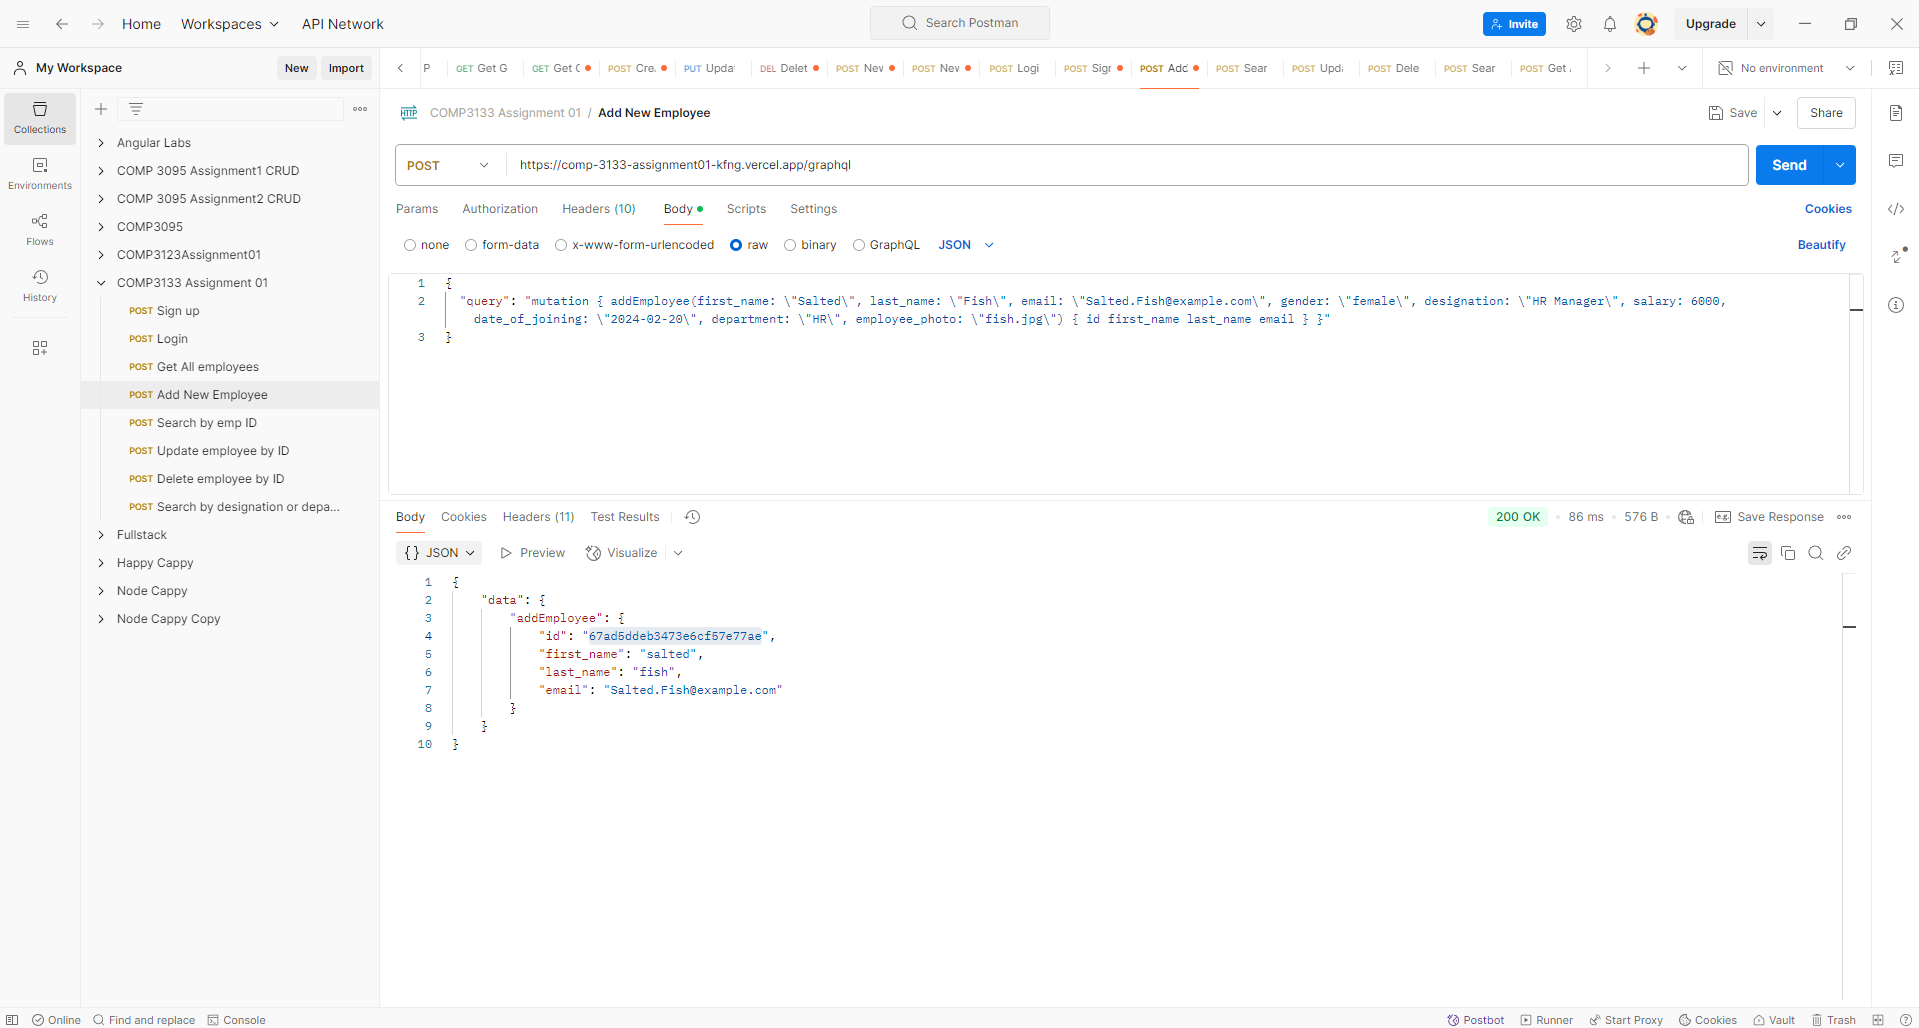 Home Workspaces API Network Search Postman Invite Upgrade
My Workspace New Import P GET Get G GET Get C POST Cre PUT Upda DEL Delet POST New POST New POST Logi POST Sign POST Add POST Sear POST Upda POST Dele POST Sear POST Get No environment
Collections
Environments
Flows
History
Angular Labs
COMP 3095 Assignment1 CRUD
COMP 3095 Assignment2 CRUD
COMP3095
COMP3123Assignment01
COMP3133 Assignment 01
POST Sign up
POST Login
POST Get All employees
POST Add New Employee
POST Search by emp ID
POST Update employee by ID
POST Delete employee by ID
POST Search by designation or depa...
Fullstack
Happy Cappy
Node Cappy
Node Cappy Copy
HTTP COMP3133 Assignment 01 / Add New Employee Save Share
POST https://comp-3133-assignment01-kfng.vercel.app/graphql Send
Params Authorization Headers (10) Body Scripts Settings Cookies
none form-data x-www-form-urlencoded raw binary GraphQL JSON Beautify
1 {
2 "query": "mutation { addEmployee(first_name: \"Salted\", last_name: \"Fish\", email: \"Salted.Fish@example.com\", gender: \"female\", designation: \"HR Manager\", salary: 6000,
date_of_joining: \"2024-02-20\", department: \"HR\", employee_photo: \"fish.jpg\") { id first_name last_name email } }"
3 }
Body Cookies Headers (11) Test Results 200 OK 86 ms 576 B e.g. Save Response
{} JSON Preview Visualize
1 {
2 "data": {
3 "addEmployee": {
4 "id": "67ad5ddeb3473e6cf57e77ae",
5 "first_name": "salted",
6 "last_name": "fish",
7 "email": "Salted.Fish@example.com"
8 }
9 }
10 }
Online Find and replace Console Postbot Runner Start Proxy Cookies Vault Trash